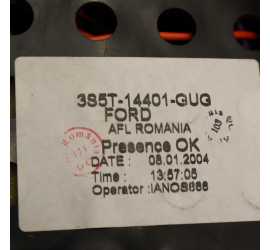 3S5T-14401-GUG
FORD
AFL ROMANIA
Presence OK
DATE : 08.01.2004
Time : 13:57:05
Operator :IANOS666